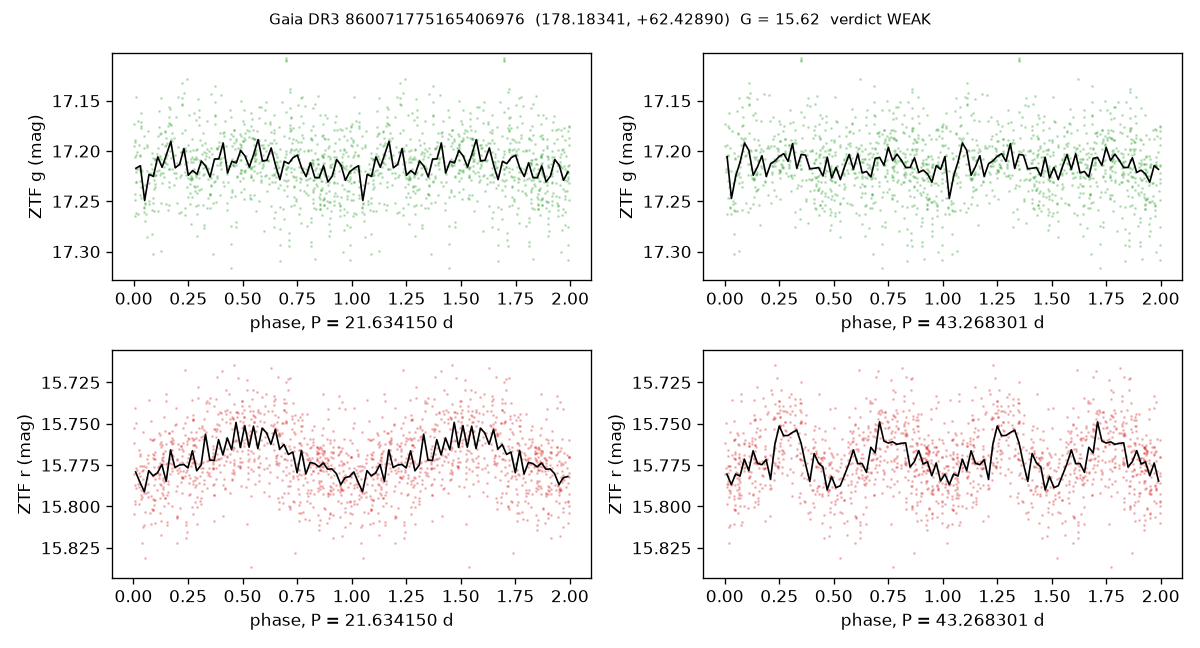 Gaia DR3 860071775165406976  (178.18341, +62.42890)  G = 15.62  verdict WEAK
ZTF g (mag)
17.15
17.20
17.25
17.30
0.00 0.25 0.50 0.75 1.00 1.25 1.50 1.75 2.00
phase, P = 21.634150 d
ZTF g (mag)
17.15
17.20
17.25
17.30
0.00 0.25 0.50 0.75 1.00 1.25 1.50 1.75 2.00
phase, P = 43.268301 d
ZTF r (mag)
15.725
15.750
15.775
15.800
15.825
0.00 0.25 0.50 0.75 1.00 1.25 1.50 1.75 2.00
phase, P = 21.634150 d
ZTF r (mag)
15.725
15.750
15.775
15.800
15.825
0.00 0.25 0.50 0.75 1.00 1.25 1.50 1.75 2.00
phase, P = 43.268301 d